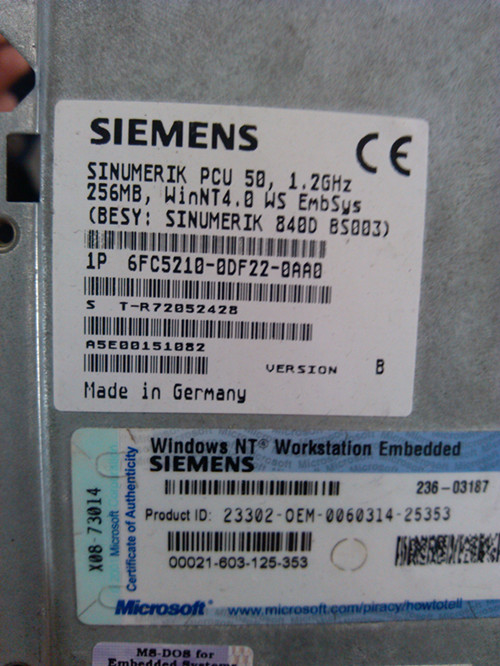 SIEMENS
CE
SINUMERIK PCU 50, 1.2GHz
256MB, WinNT4.0 WS EmbSys
(BESY: SINUMERIK 840D BS003)
1P 6FC5210-0DF22-0AA0
S T-R72052428
A5E00151082
VERSION B
Made in Germany
Windows NT® Workstation Embedded
SIEMENS
236-03187
Product ID: 23302-OEM-0060314-25353
00021-603-125-353
X08-73014
Microsoft
Certificate of Authenticity
Microsoft® www.microsoft.com/piracy/howtotell
MS-DOS for
Embedded Systems